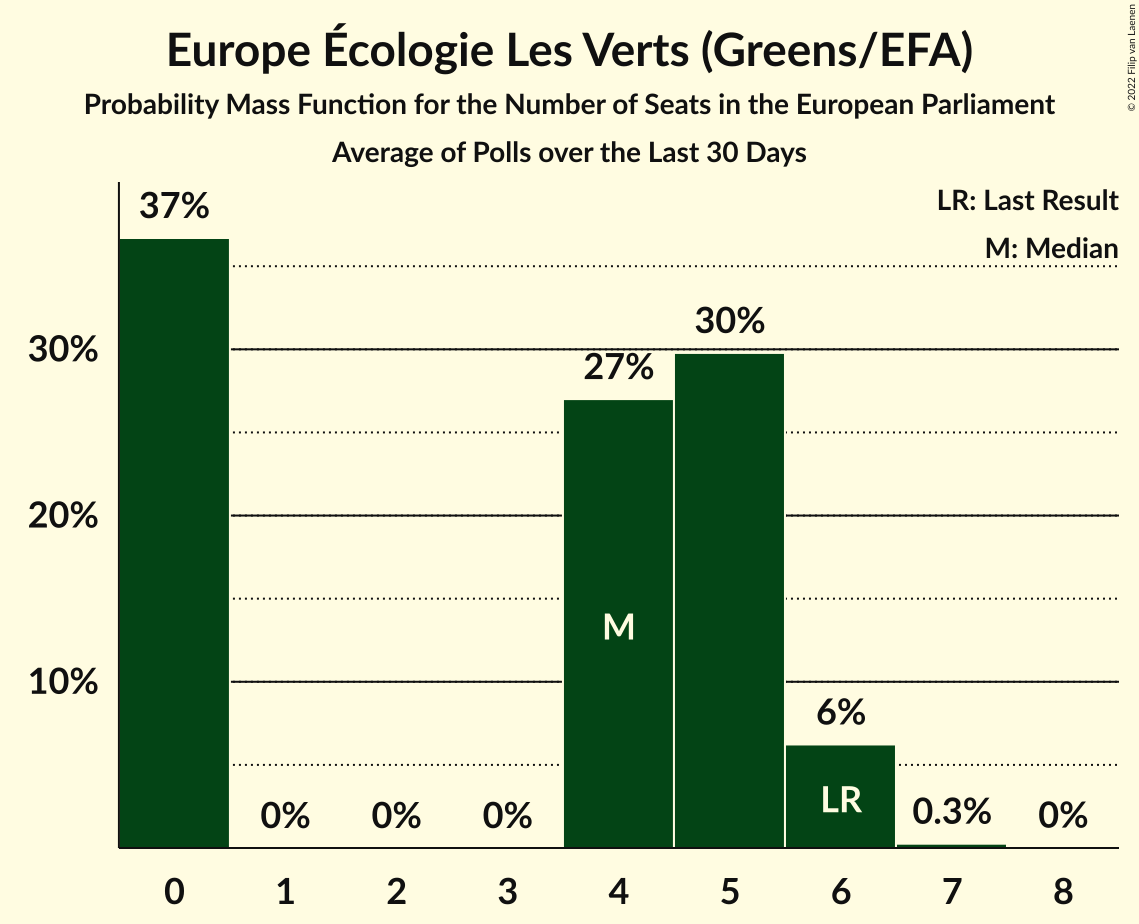 Europe Écologie Les Verts (Greens/EFA)
Probability Mass Function for the Number of Seats in the European Parliament
Average of Polls over the Last 30 Days
© 2022 Filip van Laenen
LR: Last Result
M: Median
37%
30%
30%
27%
20%
M
10%
6%
LR
0%
0%
0%
0.3%
0%
0
1
2
3
4
5
6
7
8